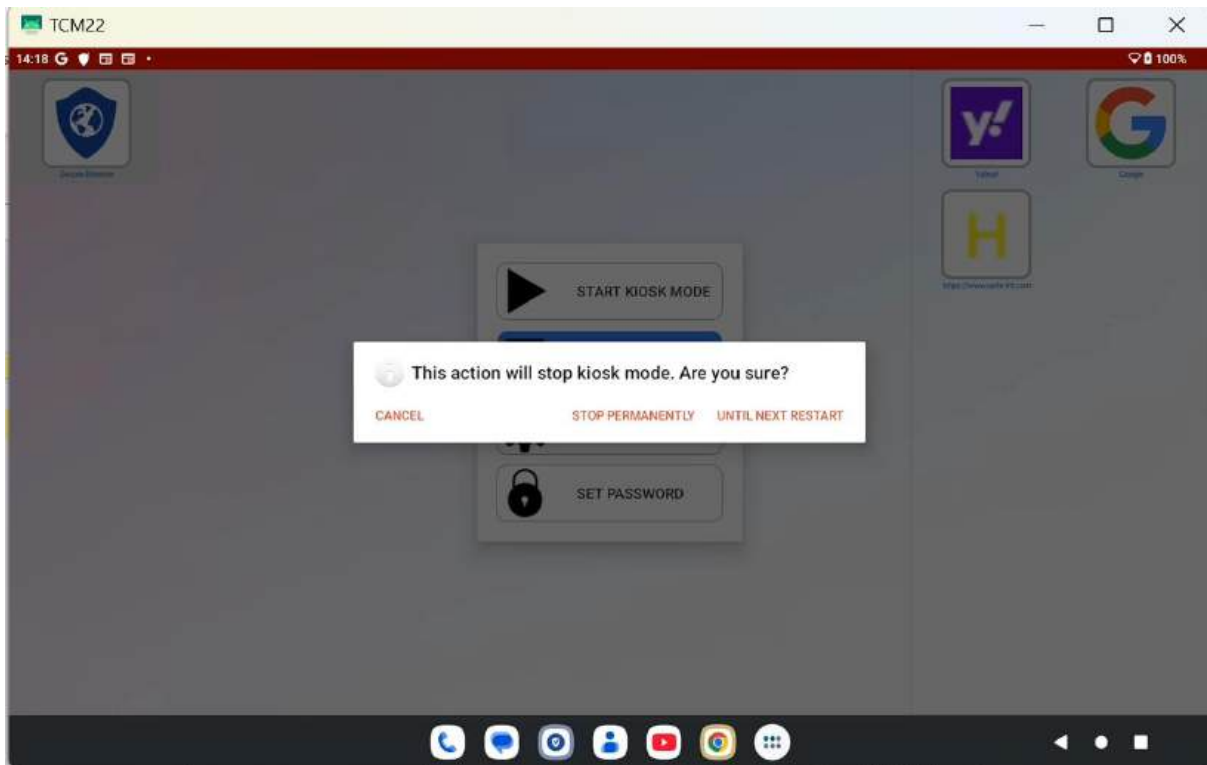 TCM22
14:18
100%
Yahoo!
Google
START KIOSK MODE
This action will stop kiosk mode. Are you sure?
CANCEL
STOP PERMANENTLY
UNTIL NEXT RESTART
SET PASSWORD